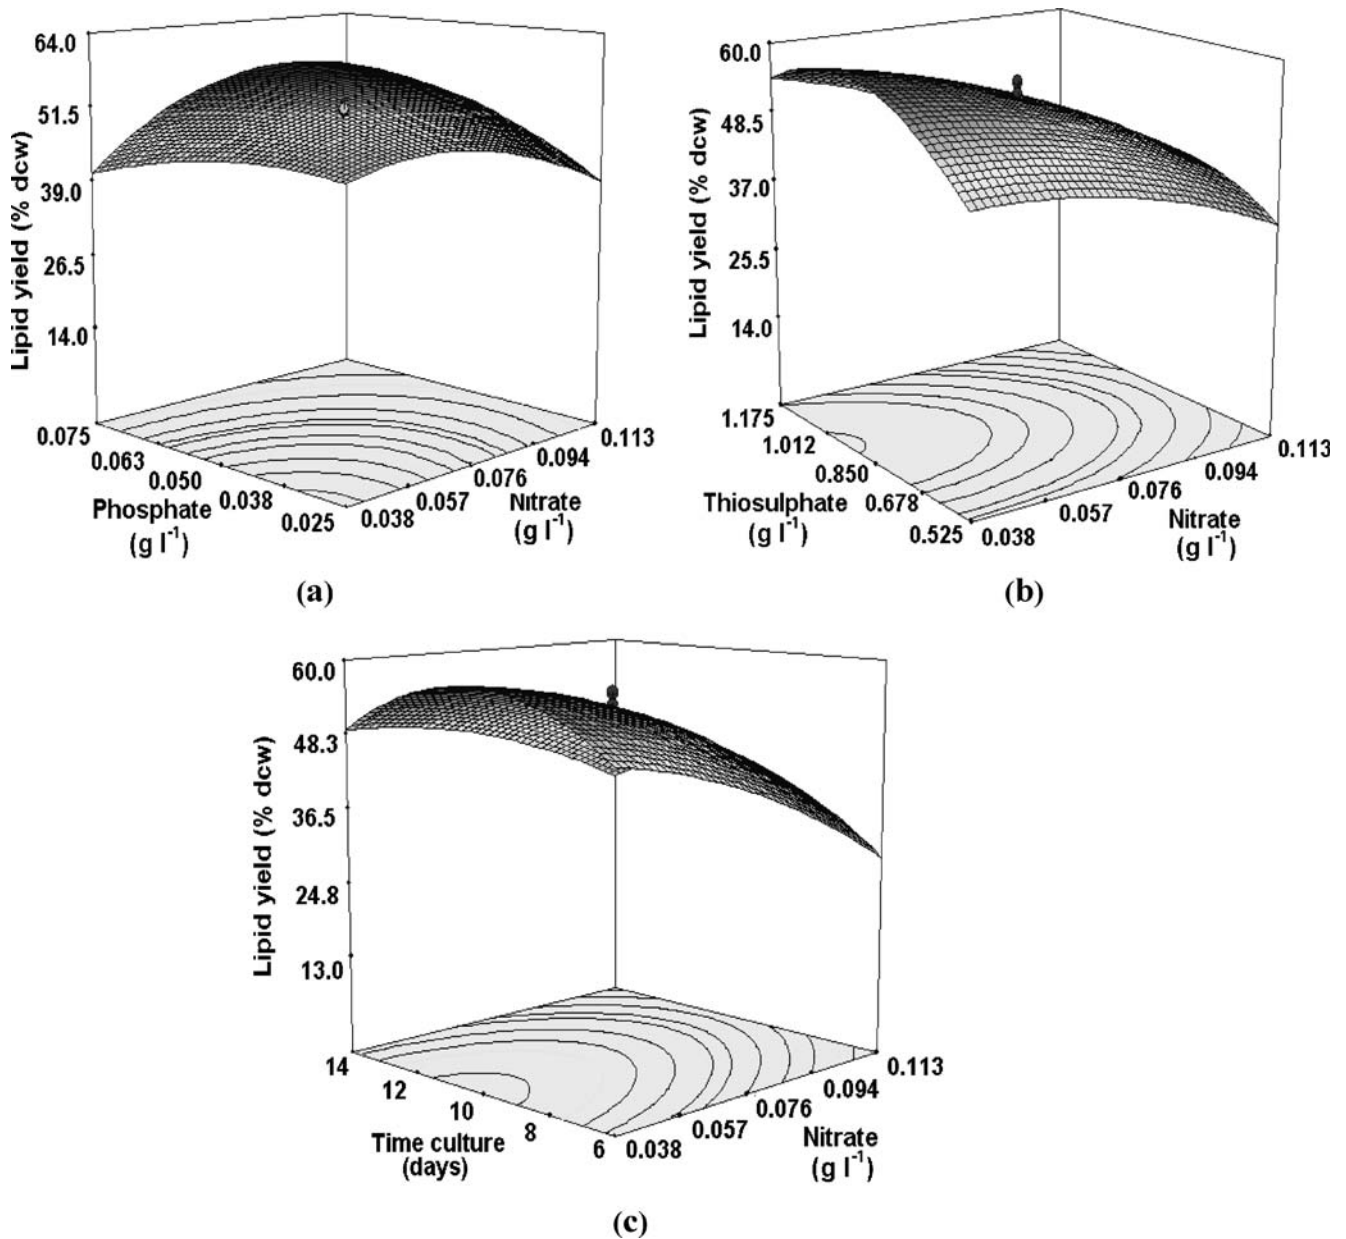 64.0
51.5
39.0
26.5
14.0
Lipid yield (% dcw)
0.075
0.063
0.050
0.038
0.025
Phosphate
(g l⁻¹)
0.038
0.057
0.076
0.094
0.113
Nitrate
(g l⁻¹)
(a)
60.0
48.5
37.0
25.5
14.0
Lipid yield (% dcw)
1.175
1.012
0.850
0.678
0.525
Thiosulphate
(g l⁻¹)
0.038
0.057
0.076
0.094
0.113
Nitrate
(g l⁻¹)
(b)
60.0
48.3
36.5
24.8
13.0
Lipid yield (% dcw)
14
12
10
8
6
Time culture
(days)
0.038
0.057
0.076
0.094
0.113
Nitrate
(g l⁻¹)
(c)